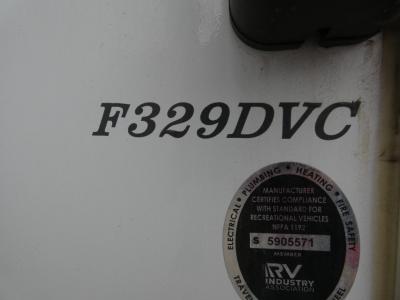 F329DVC
ELECTRICAL • PLUMBING • HEATING • FIRE SAFETY
MANUFACTURER
CERTIFIES COMPLIANCE
WITH STANDARD FOR
RECREATIONAL VEHICLES
NFPA 1192
S 5905571
MEMBER
RV
INDUSTRY
ASSOCIATION